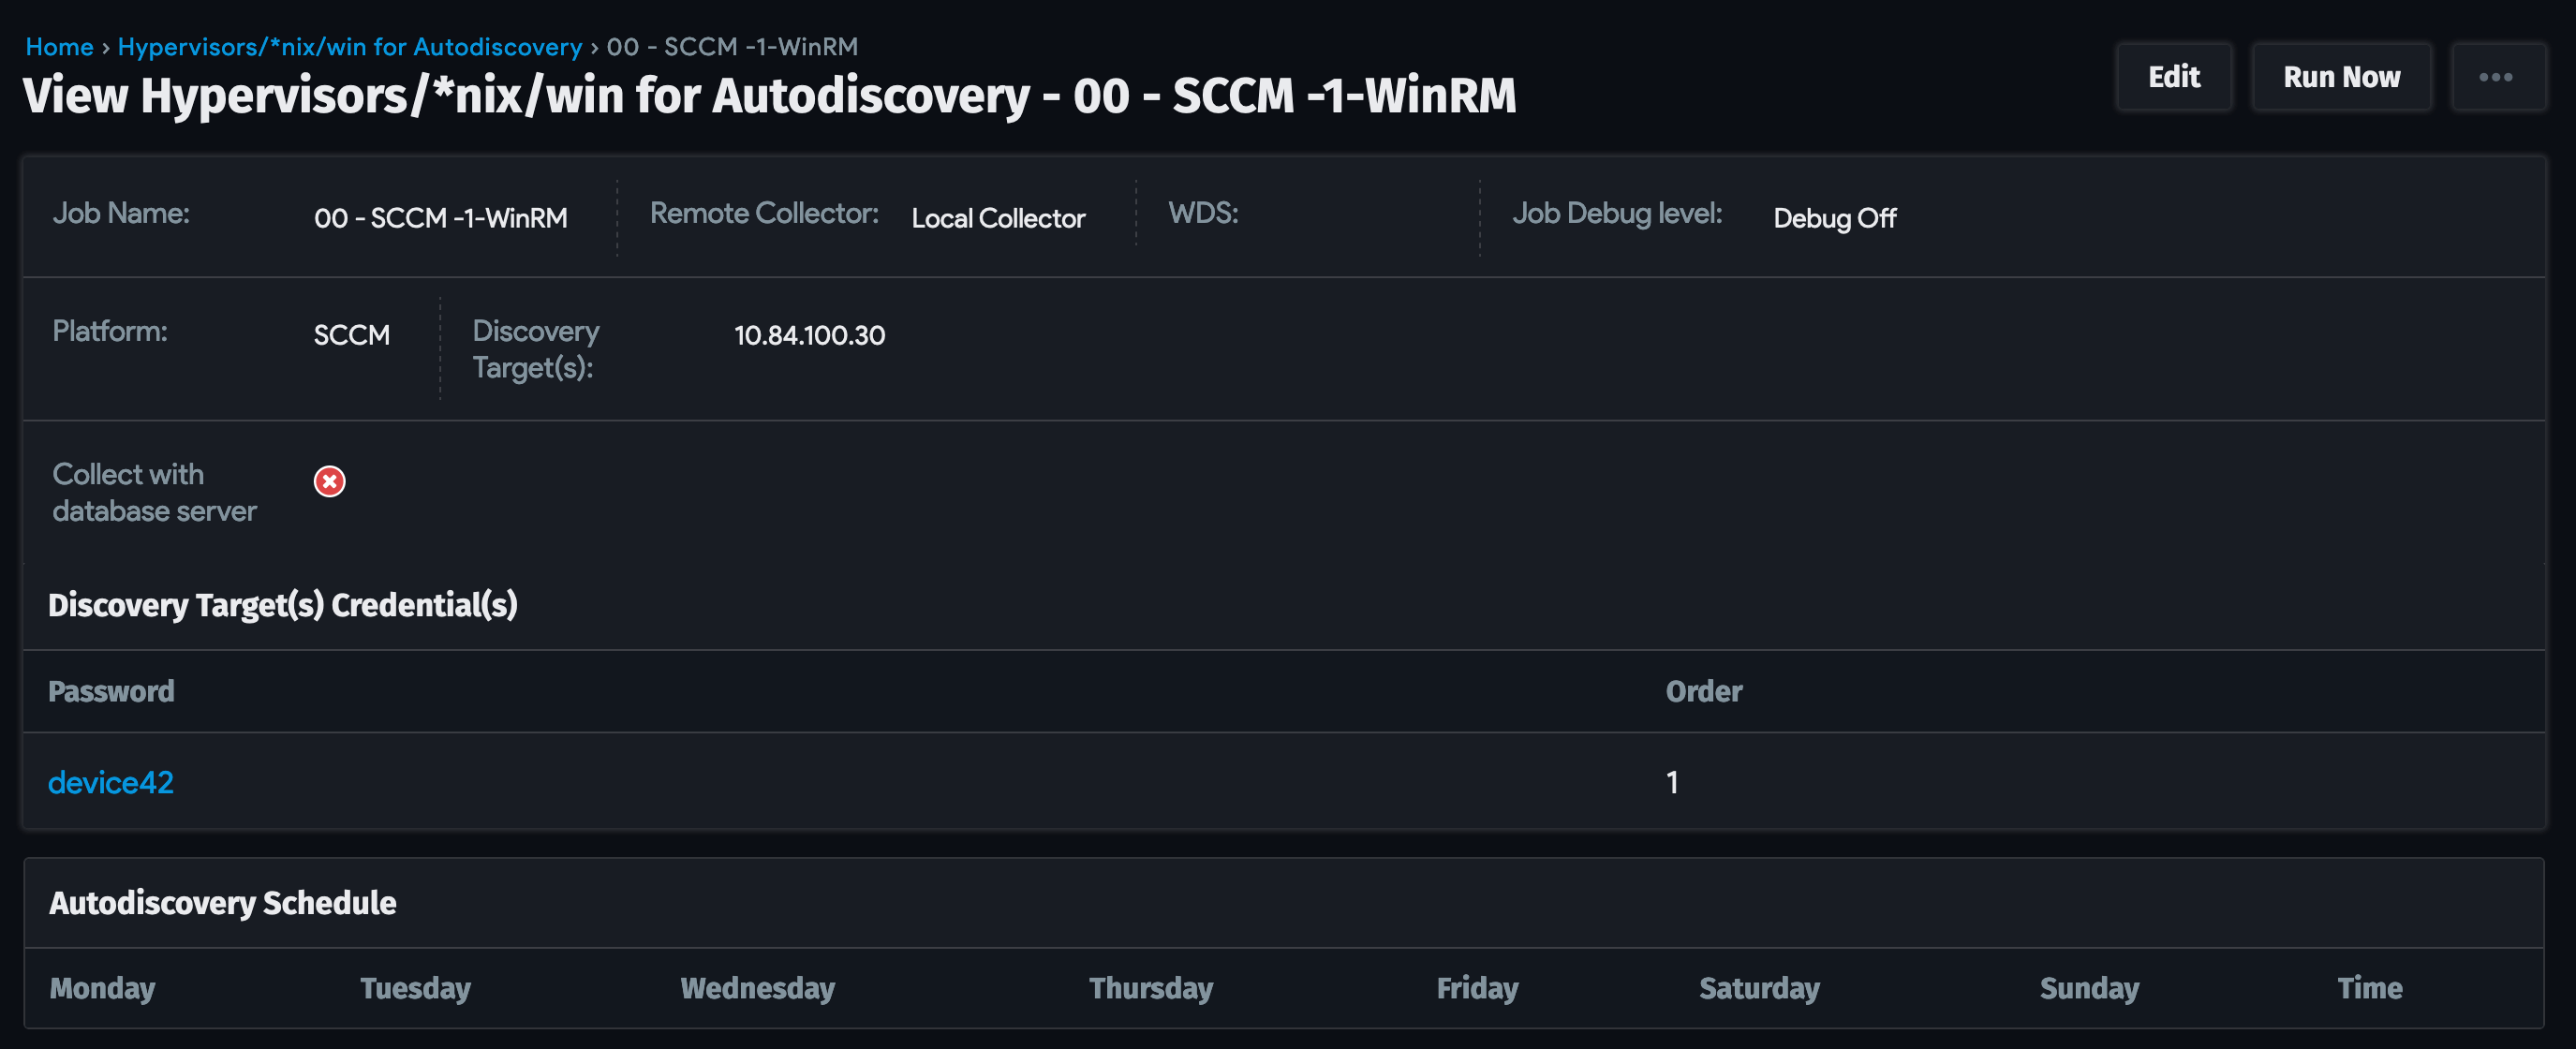 Home › Hypervisors/*nix/win for Autodiscovery › 00 - SCCM -1-WinRM
View Hypervisors/*nix/win for Autodiscovery - 00 - SCCM -1-WinRM
Edit
Run Now
Job Name: 00 - SCCM -1-WinRM
Remote Collector: Local Collector
WDS:
Job Debug level: Debug Off
Platform: SCCM
Discovery
Target(s):
10.84.100.30
Collect with
database server
Discovery Target(s) Credential(s)
Password Order
device42 1
Autodiscovery Schedule
Monday Tuesday Wednesday Thursday Friday Saturday Sunday Time